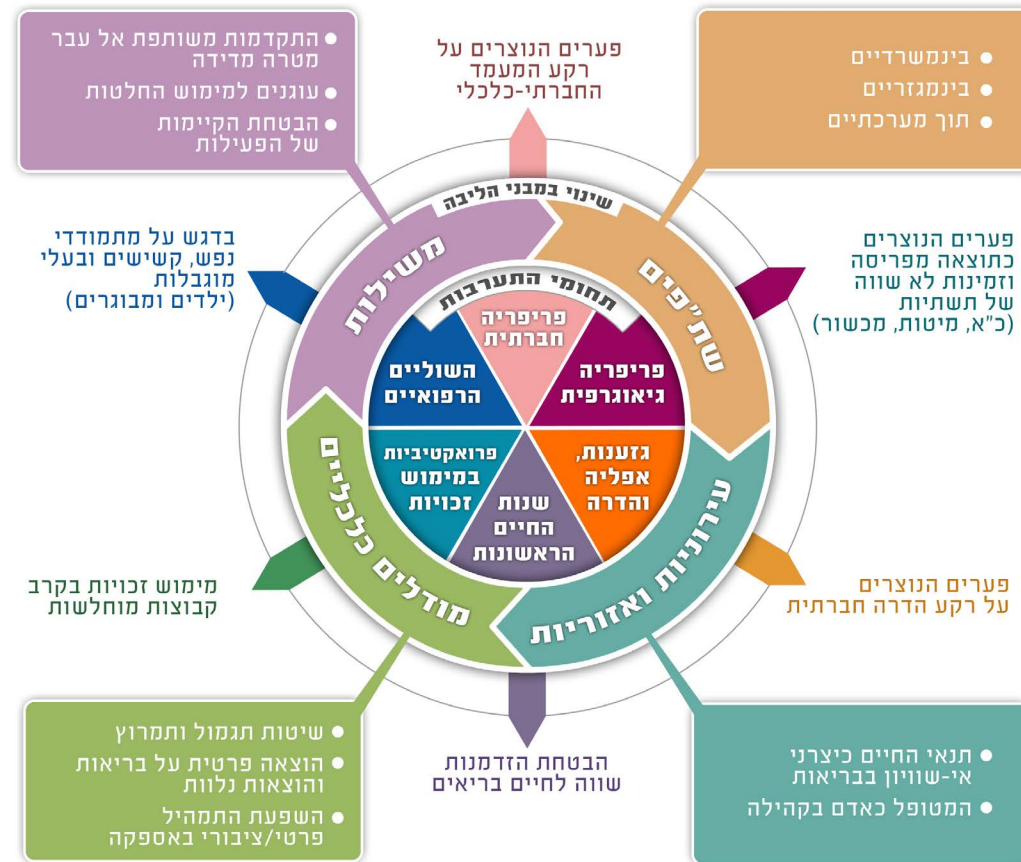 בינמשרדיים
בינמגזריים
תוך מערכתיים
פערים הנוצרים על
רקע המעמד
החברתי-כלכלי
התקדמות משותפת אל עבר
מטרה מדידה
עוגנים למימוש החלטות
הבטחת הקיימות
של הפעילות
שינוי במבני הליבה
שת"פים
משילות
פערים הנוצרים
כתוצאה מפריסה
וזמינות לא שווה
של תשתיות
(כ"א, מיטות, מכשור)
בדגש על מתמודדי
נפש, קשישים ובעלי
מוגבלות
(ילדים ומבוגרים)
תחומי התערבות
פריפריה
חברתית
פריפריה
גיאוגרפית
השוליים
הרפואיים
גזענות,
אפליה
והדרה
פרואקטיביות
במימוש
זכויות
שנות
החיים
הראשונות
עירוניות ואזוריות
מודלים כלכליים
פערים הנוצרים
על רקע הדרה חברתית
מימוש זכויות בקרב
קבוצות מוחלשות
תנאי החיים כיצרני
אי-שוויון בבריאות
המטופל כאדם בקהילה
הבטחת הזדמנות
שווה לחיים בריאים
שיטות תגמול ותמרוץ
הוצאה פרטית על בריאות
והוצאות נלוות
השפעת התמהיל
פרטי/ציבורי באספקה